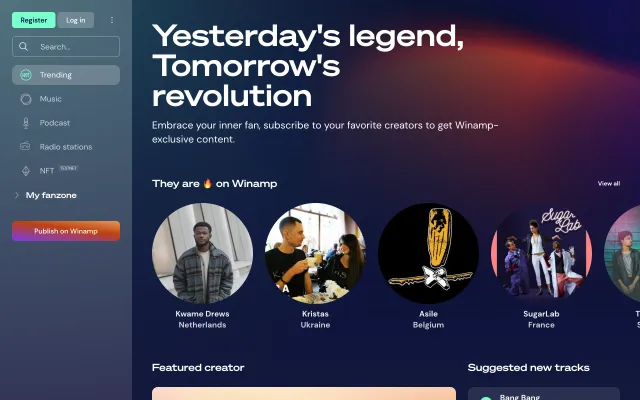 Register
Log in
Search...
Trending
Music
Podcast
Radio stations
NFT
My fanzone
Publish on Winamp
Yesterday's legend,
Tomorrow's
revolution
Embrace your inner fan, subscribe to your favorite creators to get Winamp-
exclusive content.
They are 🔥 on Winamp
View all
Sugar
Lab
Kwame Drews
Netherlands
Kristas
Ukraine
Asile
Belgium
SugarLab
France
Featured creator
Suggested new tracks
Bang Bang